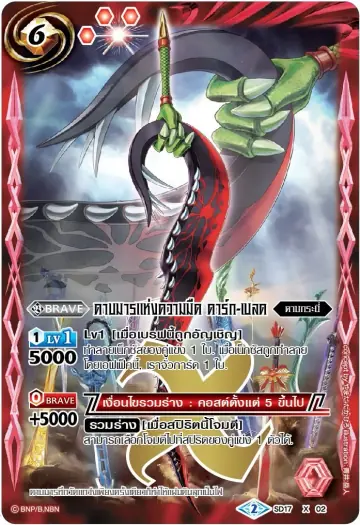 6
BRAVE ดาบมารแห่งความมืด ดาร์ก-เบลด ดาบกระบี่
1 LV1 5000
Lv1 [เมื่อเบรฟนี้ถูกอัญเชิญ]
ทำลายเน็กซัสของคู่แข่ง 1 ใบ, เมื่อเน็กซัสถูกทำลาย
โดยเอฟเฟ็คนี้, เราจั่วการ์ด 1 ใบ
0 BRAVE +5000
เงื่อนไขรวมร่าง : คอสต์ตั้งแต่ 5 ขึ้นไป
รวมร่าง [เมื่อสปิริตนี้โจมตี]
สามารถเลือกโจมตีไปที่สปิริตของคู่แข่ง 1 ตัวได้.
© BNP/B,NBN
2 SD17 X 02